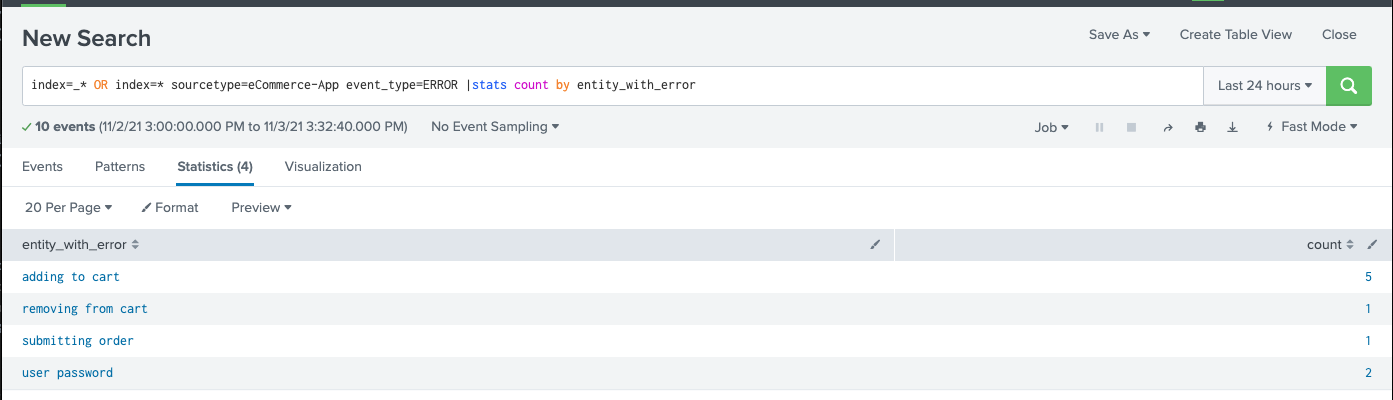 New Search
Save As Create Table View Close
index=_* OR index=* sourcetype=eCommerce-App event_type=ERROR |stats count by entity_with_error
Last 24 hours
10 events (11/2/21 3:00:00.000 PM to 11/3/21 3:32:40.000 PM) No Event Sampling Job Fast Mode
Events Patterns Statistics (4) Visualization
20 Per Page Format Preview
entity_with_error count
adding to cart 5
removing from cart 1
submitting order 1
user password 2